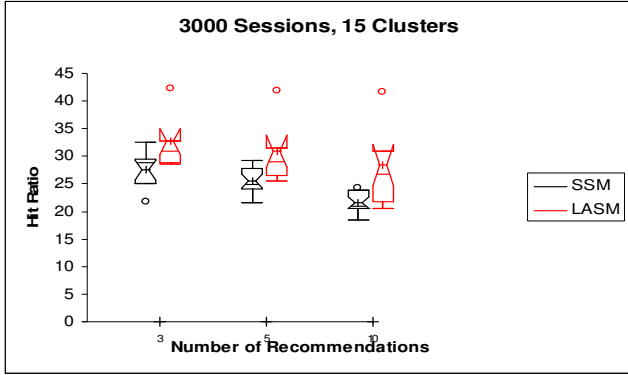 3000 Sessions, 15 Clusters
45
40
35
30
25
20
15
10
5
0
Hit Ratio
3
5
10
Number of Recommendations
SSM
LASM